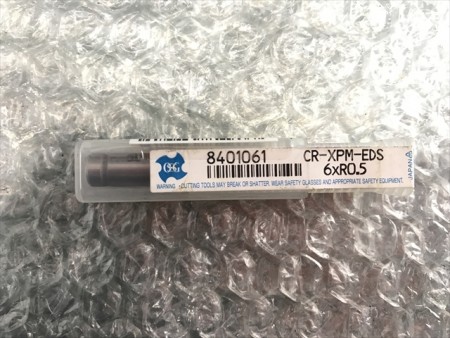 OSG
8401061
CR-XPM-EDS
6xR0.5
JAPAN
WARNING: CUTTING TOOLS MAY BREAK OR SHATTER. WEAR SAFETY GLASSES AND APPROPRIATE SAFETY EQUIPMENT.